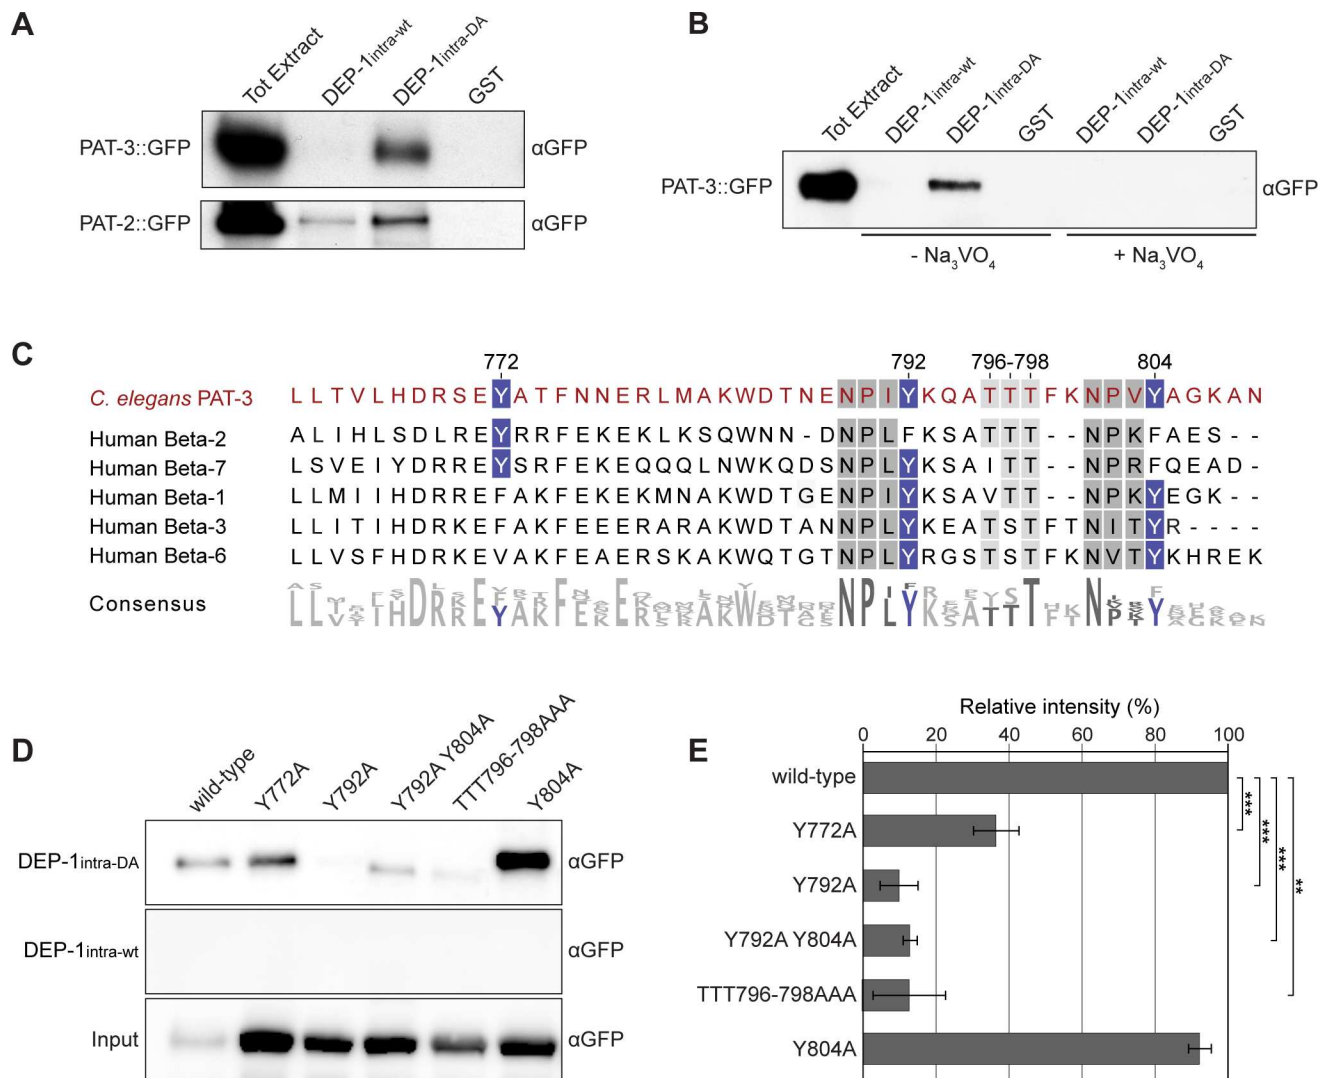 A
Tot Extract DEP-1intra-wt DEP-1intra-DA GST
PAT-3::GFP αGFP
PAT-2::GFP αGFP
B
Tot Extract DEP-1intra-wt DEP-1intra-DA GST DEP-1intra-wt DEP-1intra-DA GST
PAT-3::GFP αGFP
- Na3VO4 + Na3VO4
C
772 792 796-798 804
C. elegans PAT-3 L L T V L H D R S E Y A T F N N E R L M A K W D T N E N P I Y K Q A T T T F K N P V Y A G K A N
Human Beta-2 A L I H L S D L R E Y R R F E K E K L K S Q W N N - D N P L F K S A T T T - - N P K F A E S - -
Human Beta-7 L S V E I Y D R R E Y S R F E K E Q Q Q L N W K Q D S N P L Y K S A I T T - - N P R F Q E A D -
Human Beta-1 L L M I I H D R R E F A K F E K E K M N A K W D T G E N P I Y K S A V T T - - N P K Y E G K - -
Human Beta-3 L L I T I H D R K E F A K F E E E R A R A K W D T A N N P L Y K E A T S T F T N I T Y R - - - -
Human Beta-6 L L V S F H D R K E V A K F E A E R S K A K W Q T G T N P L Y R G S T S T F K N V T Y K H R E K
Consensus
D
wild-type Y772A Y792A Y792A Y804A TTT796-798AAA Y804A
DEP-1intra-DA αGFP
DEP-1intra-wt αGFP
Input αGFP
E
Relative intensity (%)
0 20 40 60 80 100
wild-type
Y772A
Y792A
Y792A Y804A
TTT796-798AAA
Y804A
***
***
***
**